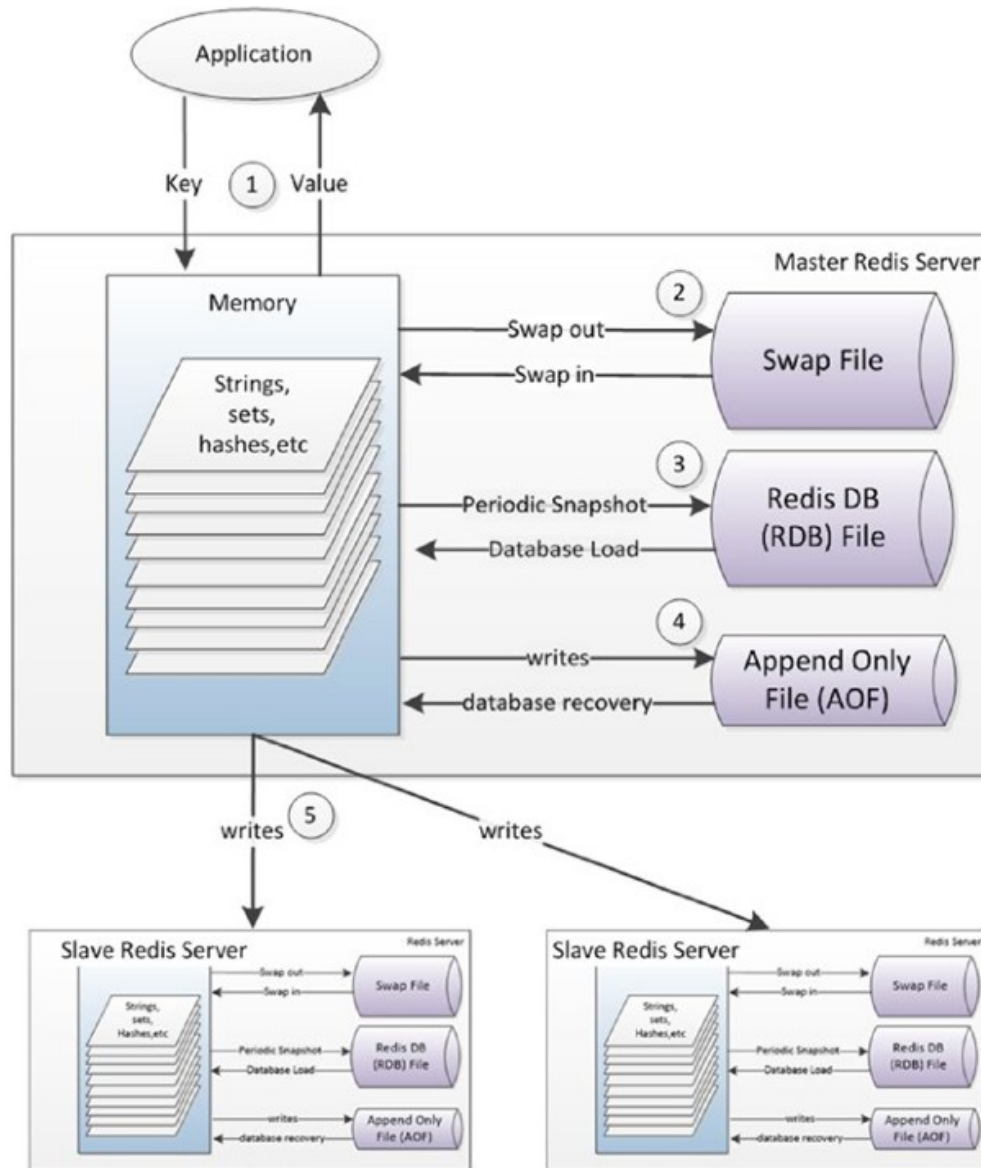 Application
Key
1
Value
Master Redis Server
Memory
2
Swap out
Swap File
Swap in
Strings,
sets,
hashes,etc
3
Periodic Snapshot
Redis DB
(RDB) File
Database Load
4
writes
Append Only
File (AOF)
database recovery
5
writes
writes
Slave Redis Server
Redis Server
Swap out
Swap File
Swap in
Strings,
sets,
Hashes,etc
Periodic Snapshot
Redis DB
(RDB) File
Database Load
writes
Append Only
File (AOF)
database recovery
Slave Redis Server
Redis Server
Swap out
Swap File
Swap in
Strings,
sets,
Hashes,etc
Periodic Snapshot
Redis DB
(RDB) File
Database Load
writes
Append Only
File (AOF)
database recovery